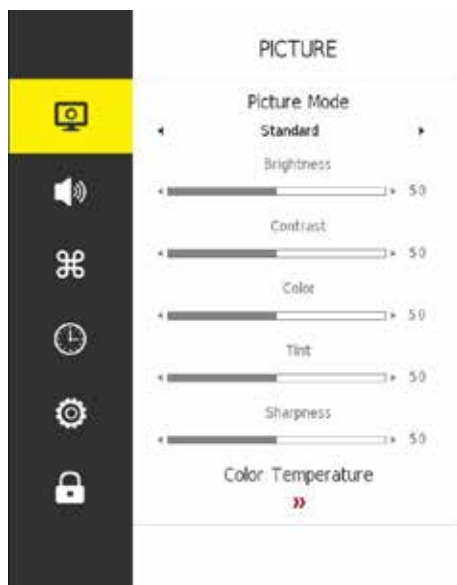 PICTURE
Picture Mode
Standard
Brightness
50
Contrast
50
Color
50
Tint
50
Sharpness
50
Color Temperature